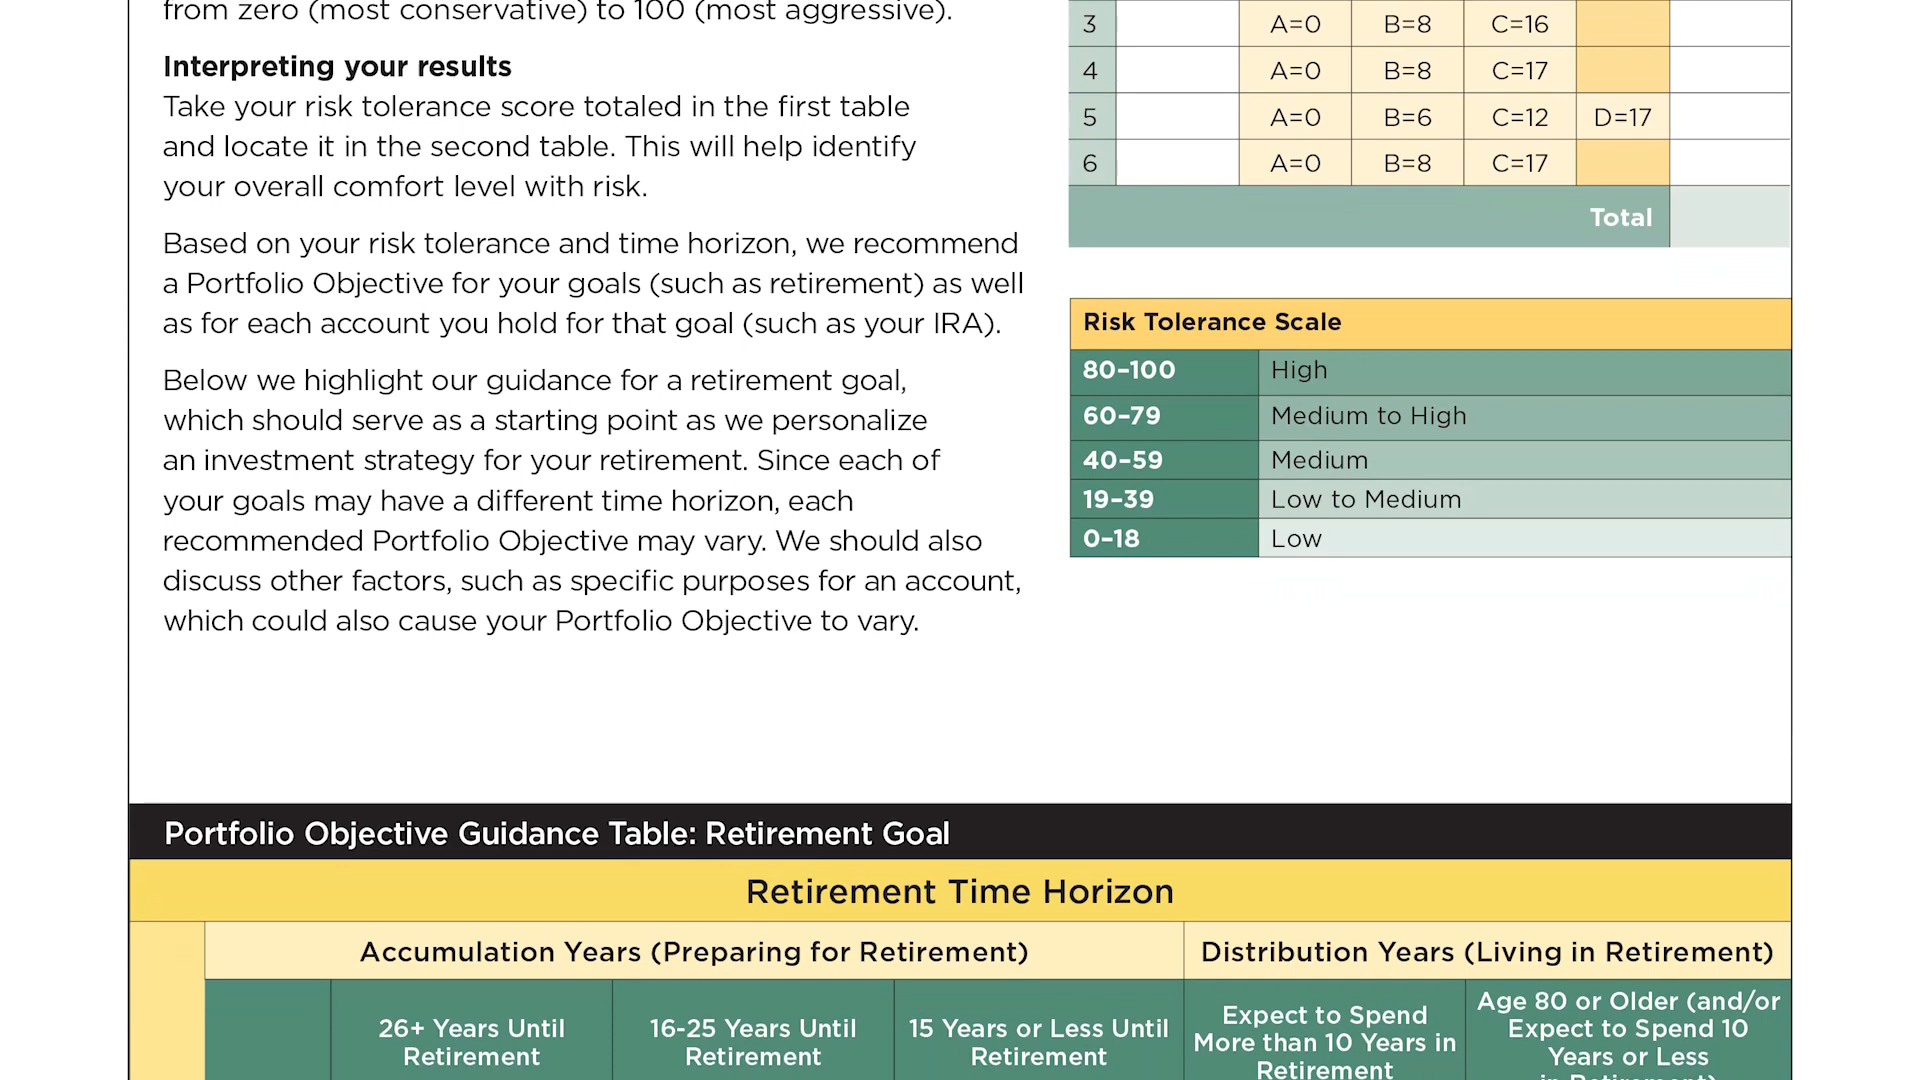 from zero (most conservative) to 100 (most aggressive).
Interpreting your results
Take your risk tolerance score totaled in the first table
and locate it in the second table. This will help identify
your overall comfort level with risk.
Based on your risk tolerance and time horizon, we recommend
a Portfolio Objective for your goals (such as retirement) as well
as for each account you hold for that goal (such as your IRA).
Below we highlight our guidance for a retirement goal,
which should serve as a starting point as we personalize
an investment strategy for your retirement. Since each of
your goals may have a different time horizon, each
recommended Portfolio Objective may vary. We should also
discuss other factors, such as specific purposes for an account,
which could also cause your Portfolio Objective to vary.
3 A=0 B=8 C=16
4 A=0 B=8 C=17
5 A=0 B=6 C=12 D=17
6 A=0 B=8 C=17
Total
Risk Tolerance Scale
80–100 High
60–79 Medium to High
40–59 Medium
19–39 Low to Medium
0–18 Low
Portfolio Objective Guidance Table: Retirement Goal
Retirement Time Horizon
Accumulation Years (Preparing for Retirement)
Distribution Years (Living in Retirement)
26+ Years Until
Retirement
16-25 Years Until
Retirement
15 Years or Less Until
Retirement
Expect to Spend
More than 10 Years in
Retirement
Age 80 or Older (and/or
Expect to Spend 10
Years or Less
in Retirement)